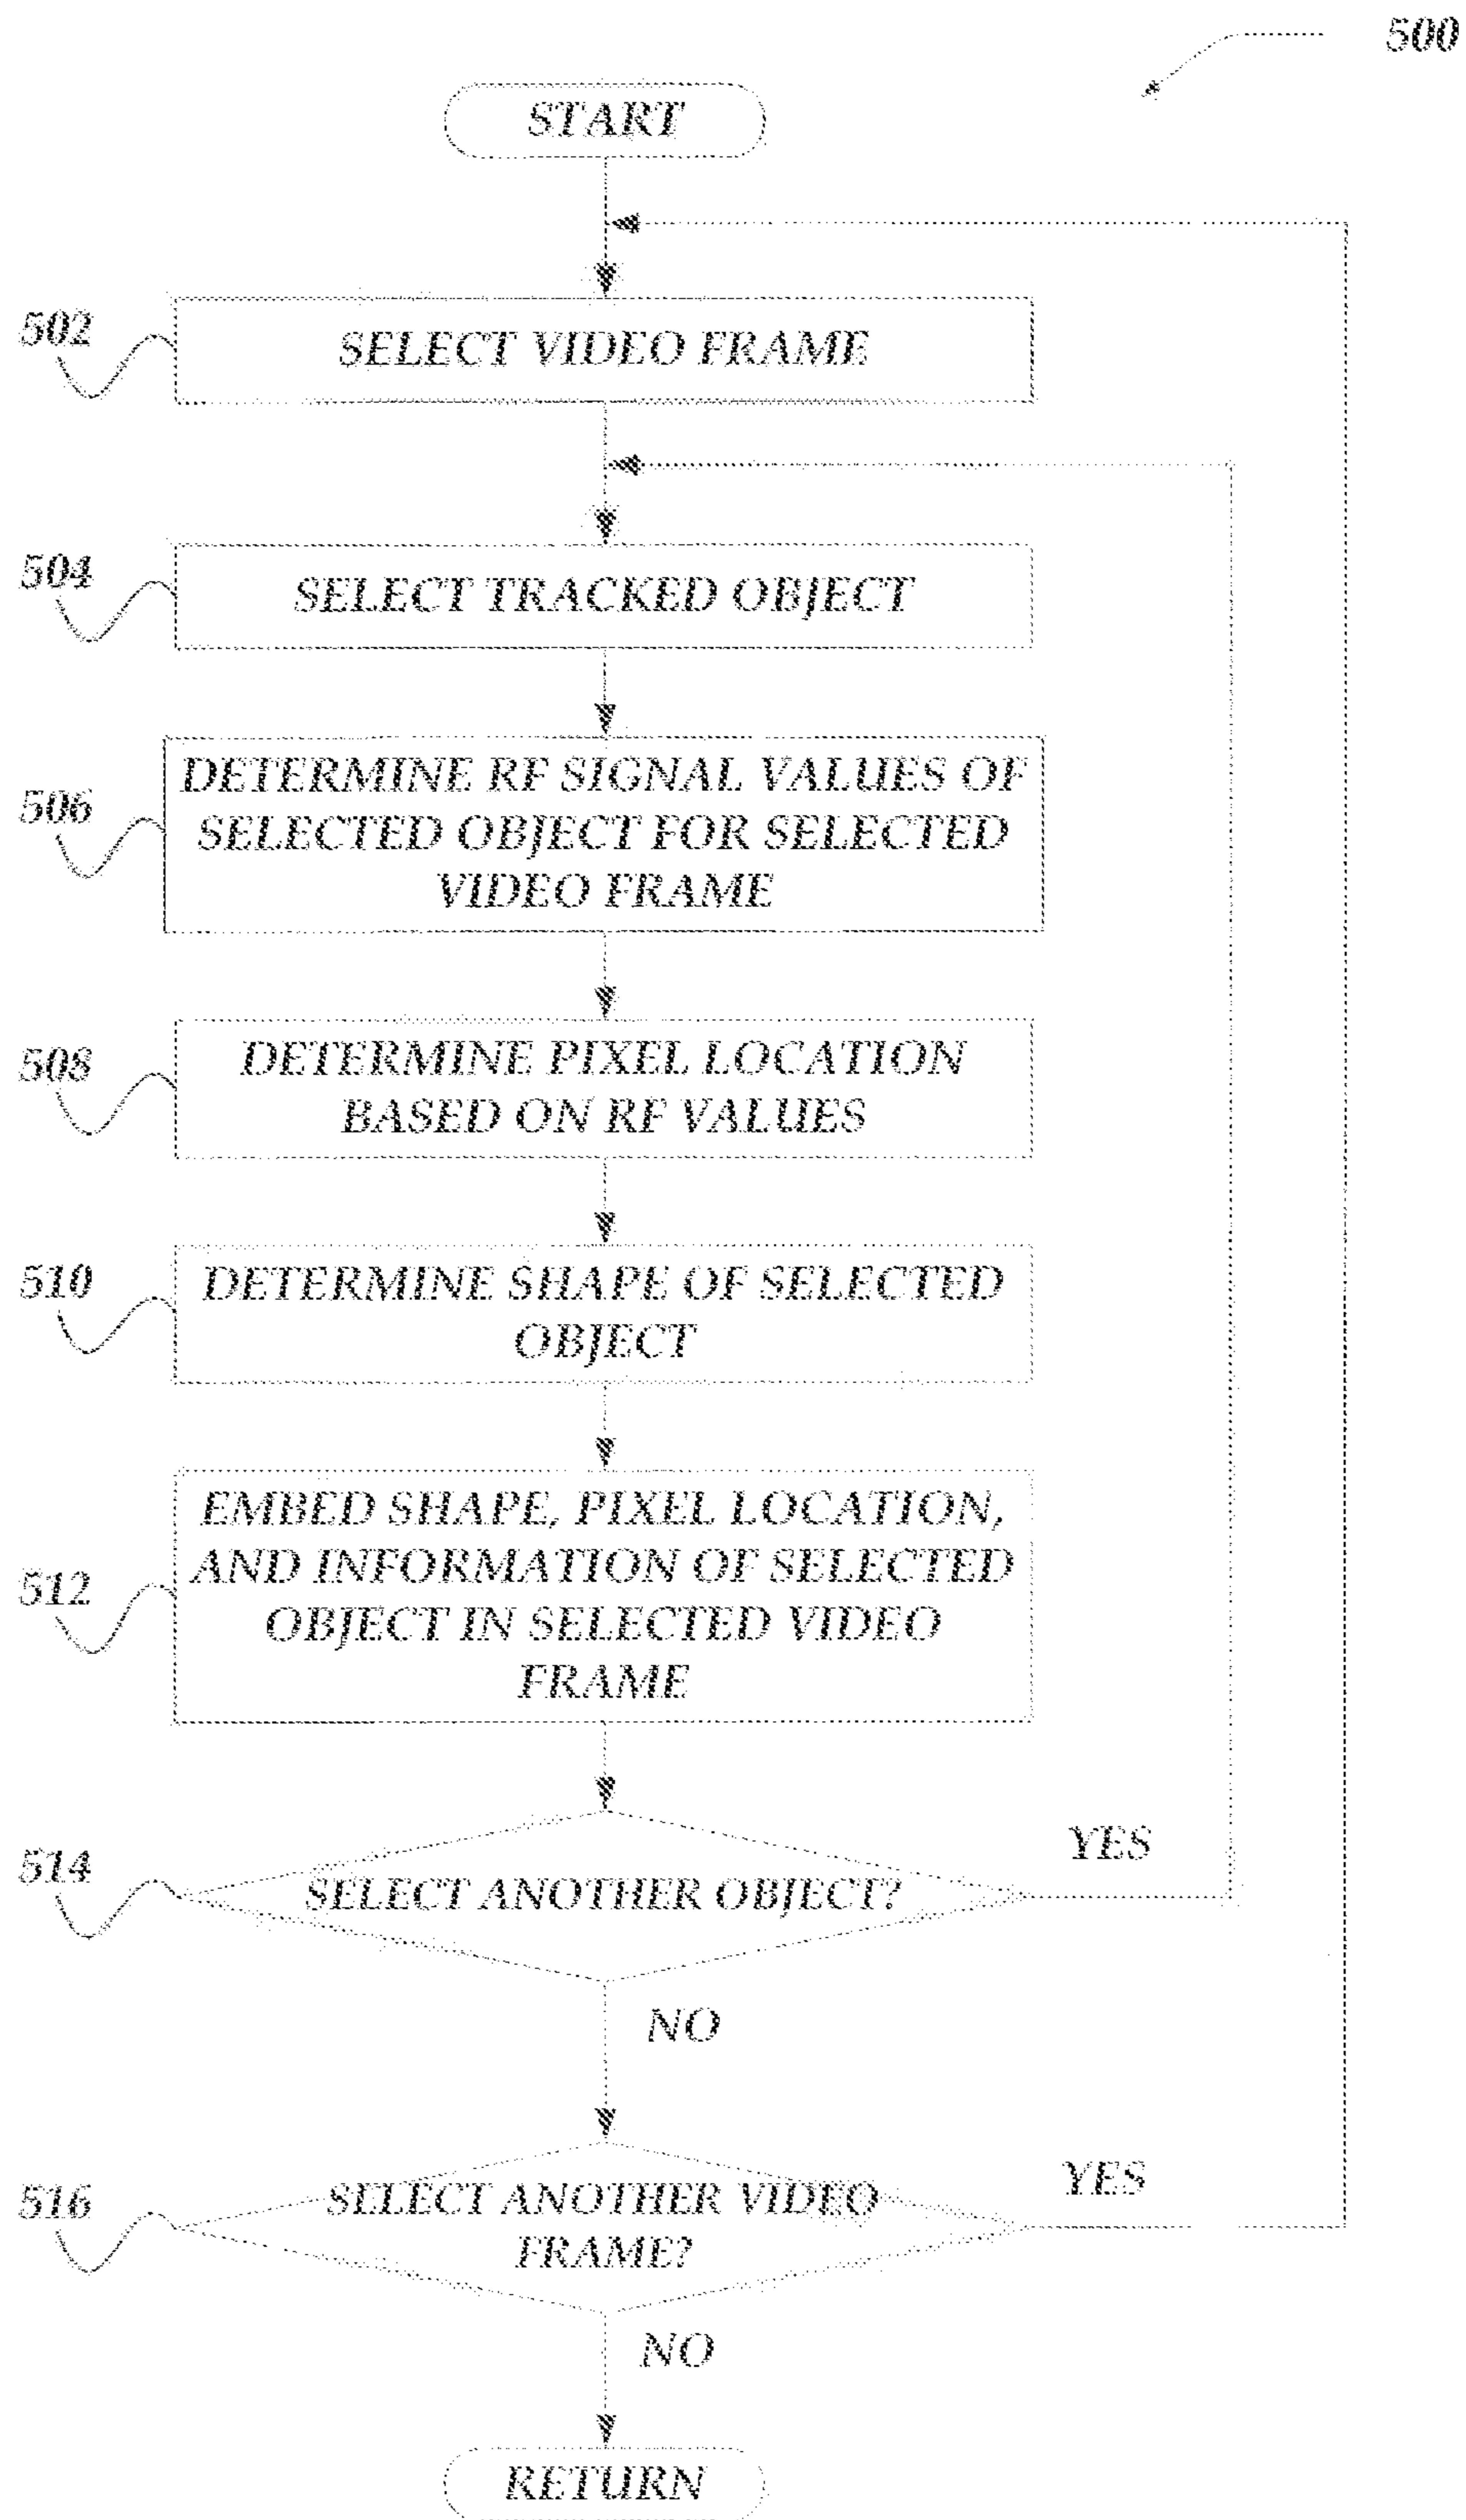 500
START
502
SELECT VIDEO FRAME
504
SELECT TRACKED OBJECT
506
DETERMINE RF SIGNAL VALUES OF
SELECTED OBJECT FOR SELECTED
VIDEO FRAME
508
DETERMINE PIXEL LOCATION
BASED ON RF VALUES
510
DETERMINE SHAPE OF SELECTED
OBJECT
512
EMBED SHAPE, PIXEL LOCATION,
AND INFORMATION OF SELECTED
OBJECT IN SELECTED VIDEO
FRAME
514
SELECT ANOTHER OBJECT?
YES
NO
516
SELECT ANOTHER VIDEO
FRAME?
YES
NO
RETURN